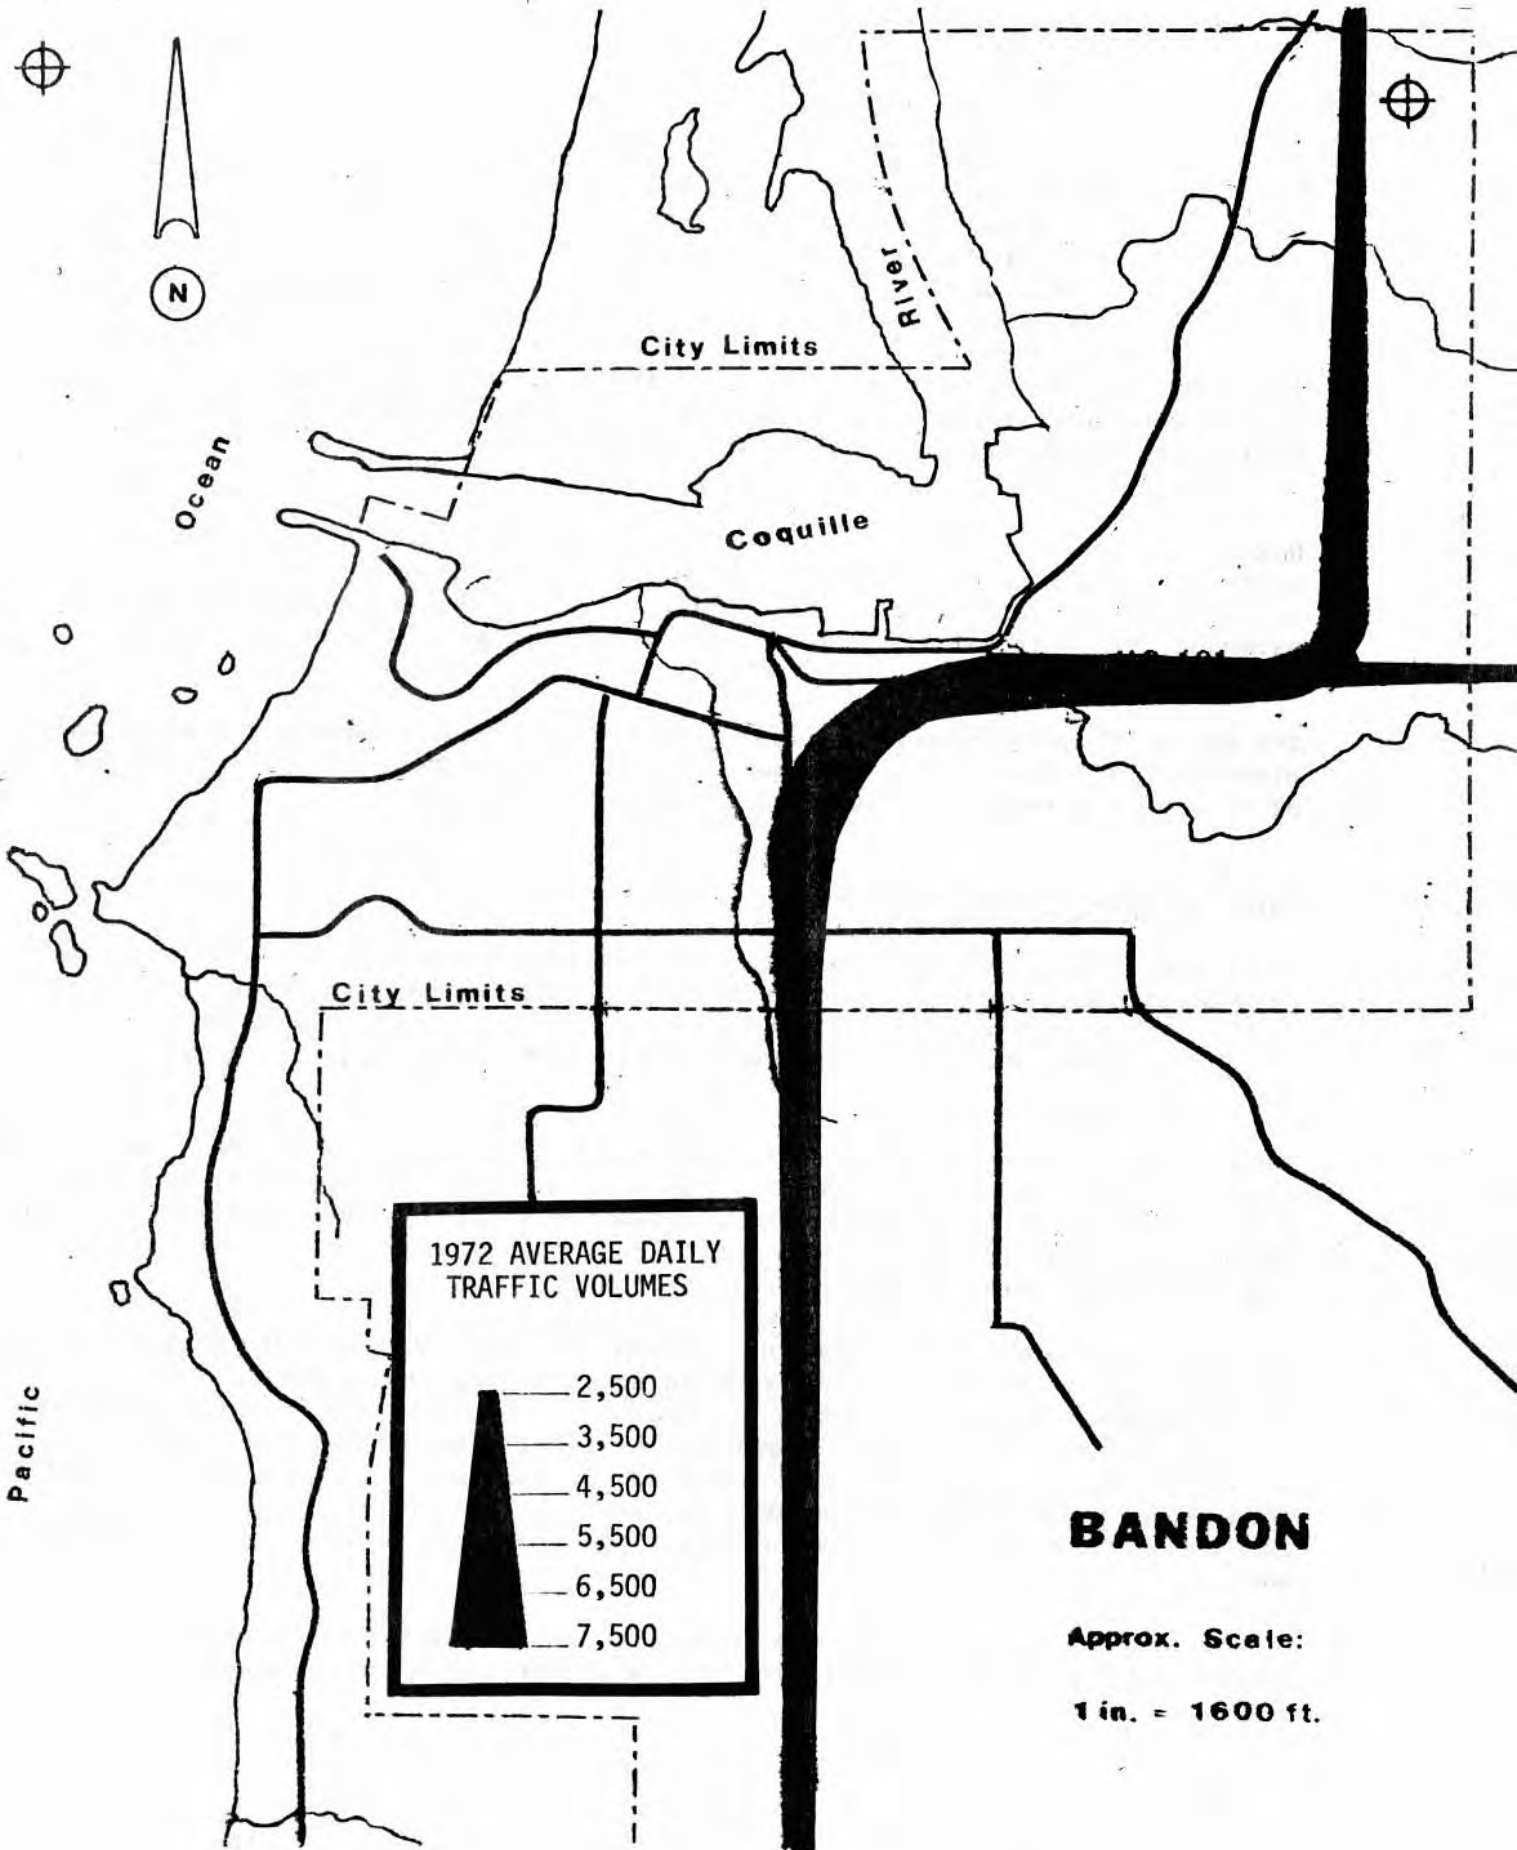 N
River
City Limits
Ocean
Coquille
City Limits
1972 AVERAGE DAILY
TRAFFIC VOLUMES
2,500
3,500
4,500
5,500
6,500
7,500
Pacific
BANDON
Approx. Scale:
1 in. = 1600 ft.